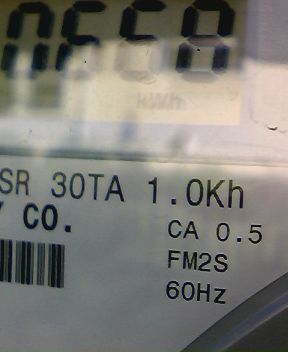 kWh
SR 30TA 1.0Kh
Y CO.
CA 0.5
FM2S
60Hz